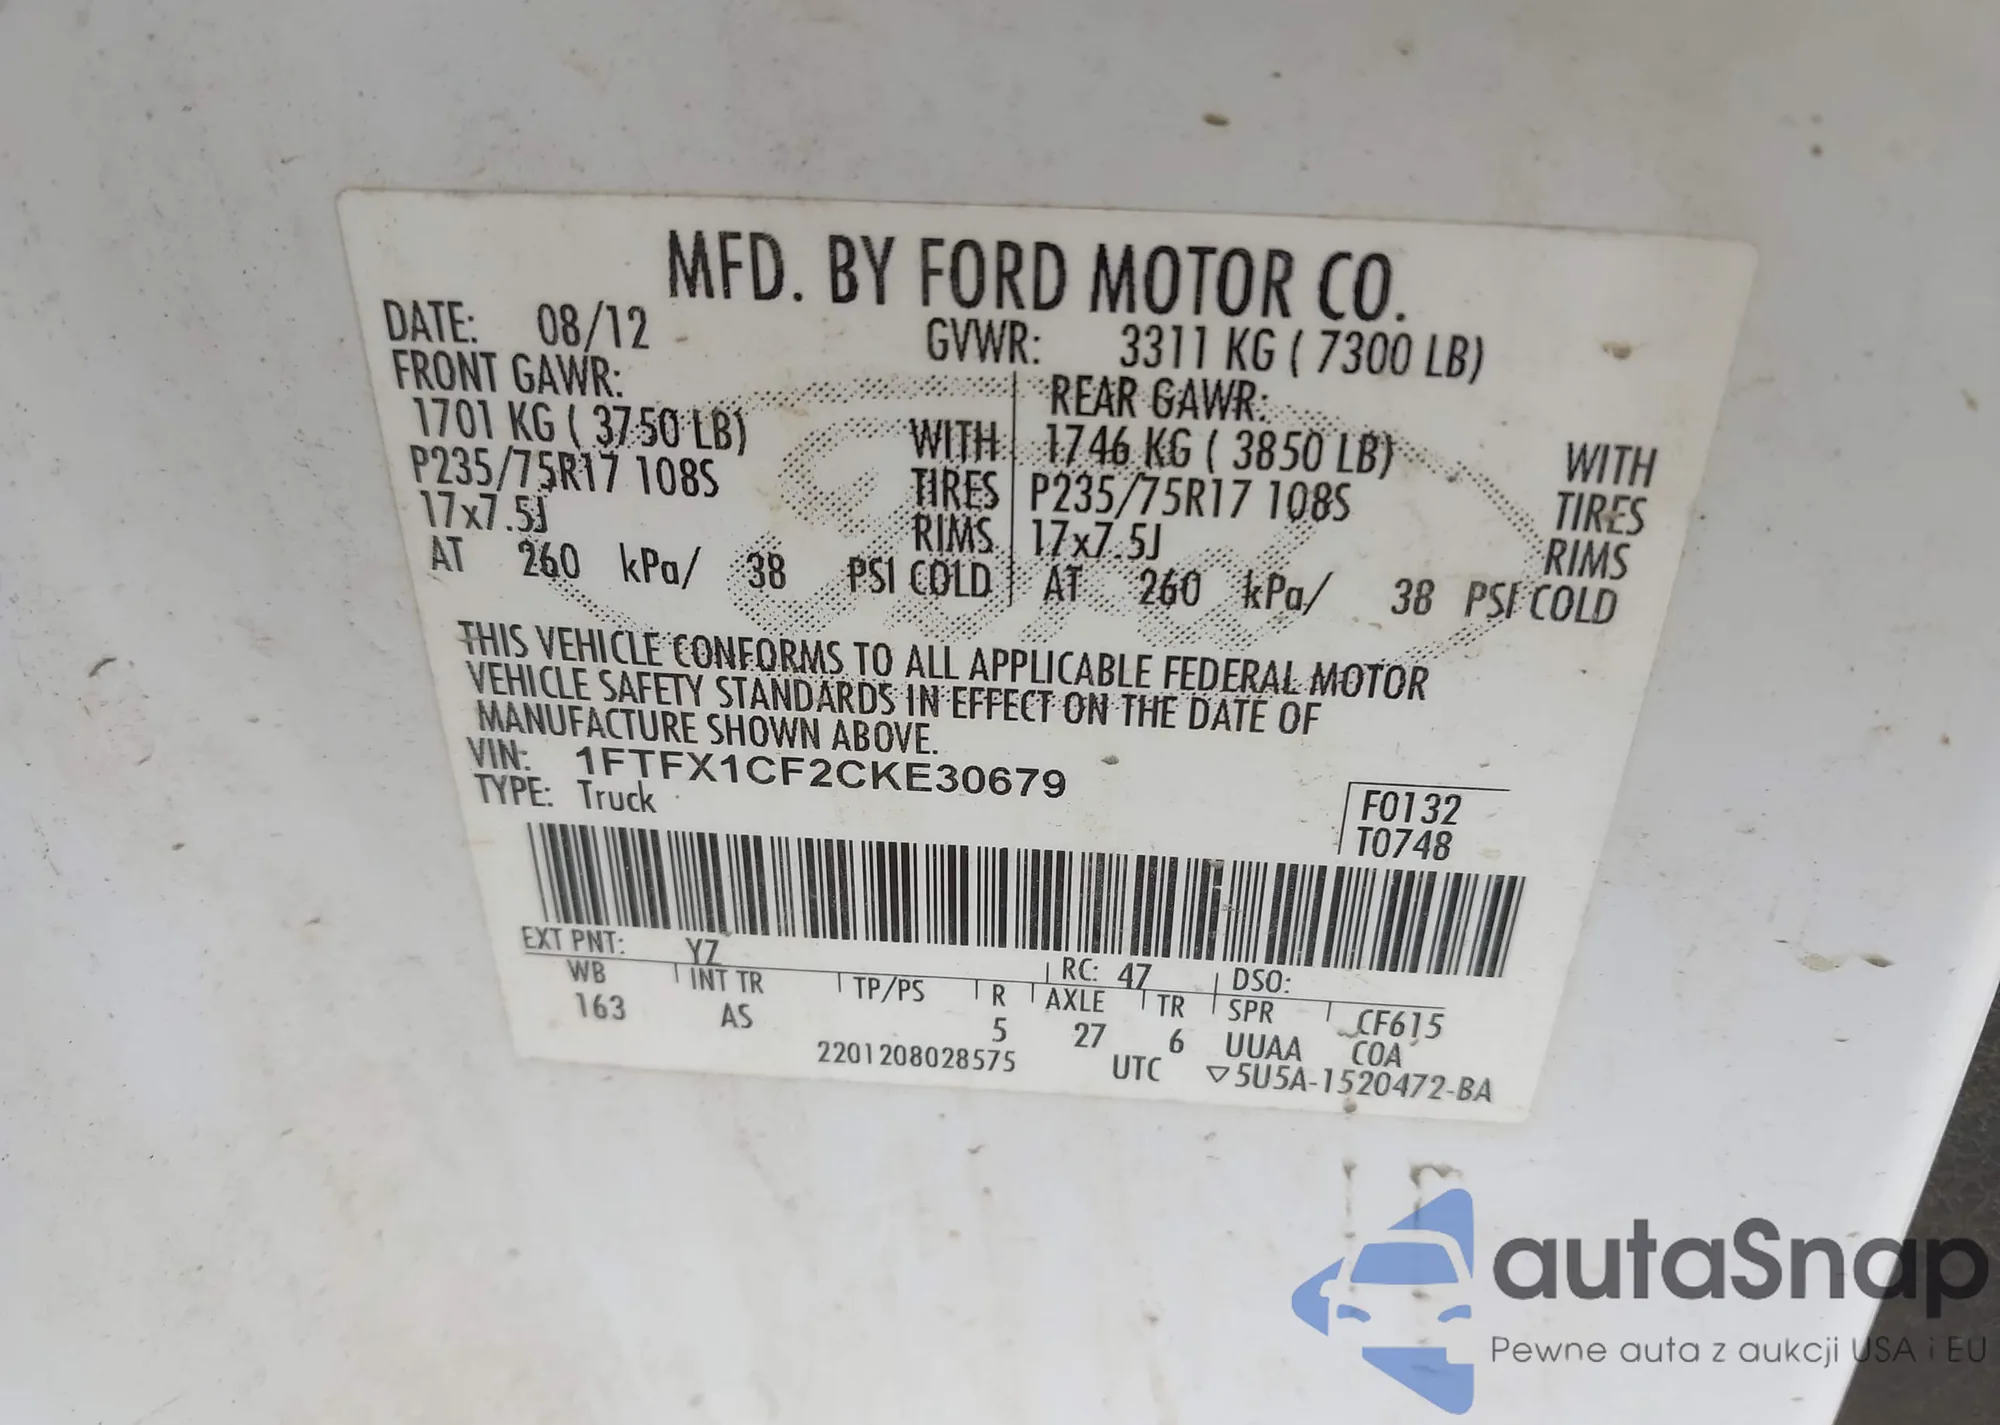 MFD. BY FORD MOTOR CO.
DATE: 08/12 GVWR: 3311 KG ( 7300 LB)
FRONT GAWR: REAR GAWR:
1701 KG ( 3750 LB) WITH 1746 KG ( 3850 LB) WITH
P235/75R17 108S TIRES P235/75R17 108S TIRES
17x7.5J RIMS 17x7.5J RIMS
AT 260 kPa/ 38 PSI COLD AT 260 kPa/ 38 PSI COLD
THIS VEHICLE CONFORMS TO ALL APPLICABLE FEDERAL MOTOR
VEHICLE SAFETY STANDARDS IN EFFECT ON THE DATE OF
MANUFACTURE SHOWN ABOVE.
VIN: 1FTFX1CF2CKE30679
TYPE: Truck
F0132
T0748
EXT PNT: YZ RC: 47 DSO:
WB INT TR TP/PS R AXLE TR SPR CF615
163 AS 5 27 6 UUAA COA
2201208028575 UTC ▽5U5A-1520472-BA
autaSnap
Pewne auta z aukcji USA i EU